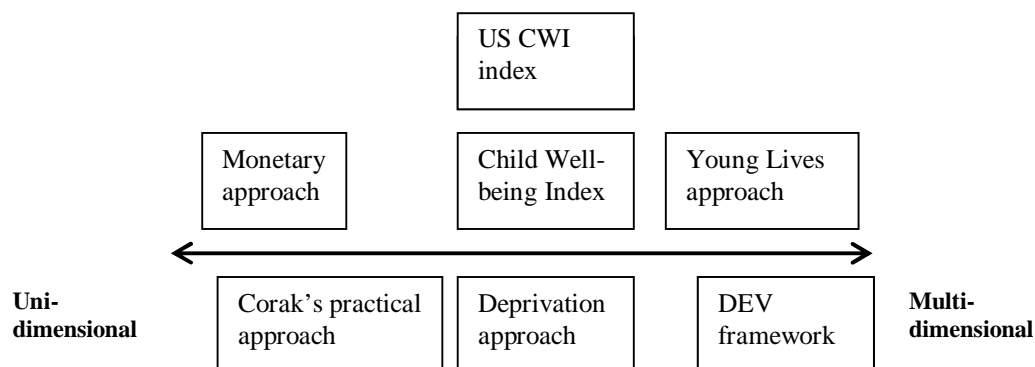 US CWI
index
Monetary
approach
Child Well-
being Index
Young Lives
approach
Uni-
dimensional
Corak's practical
approach
Deprivation
approach
DEV
framework
Multi-
dimensional